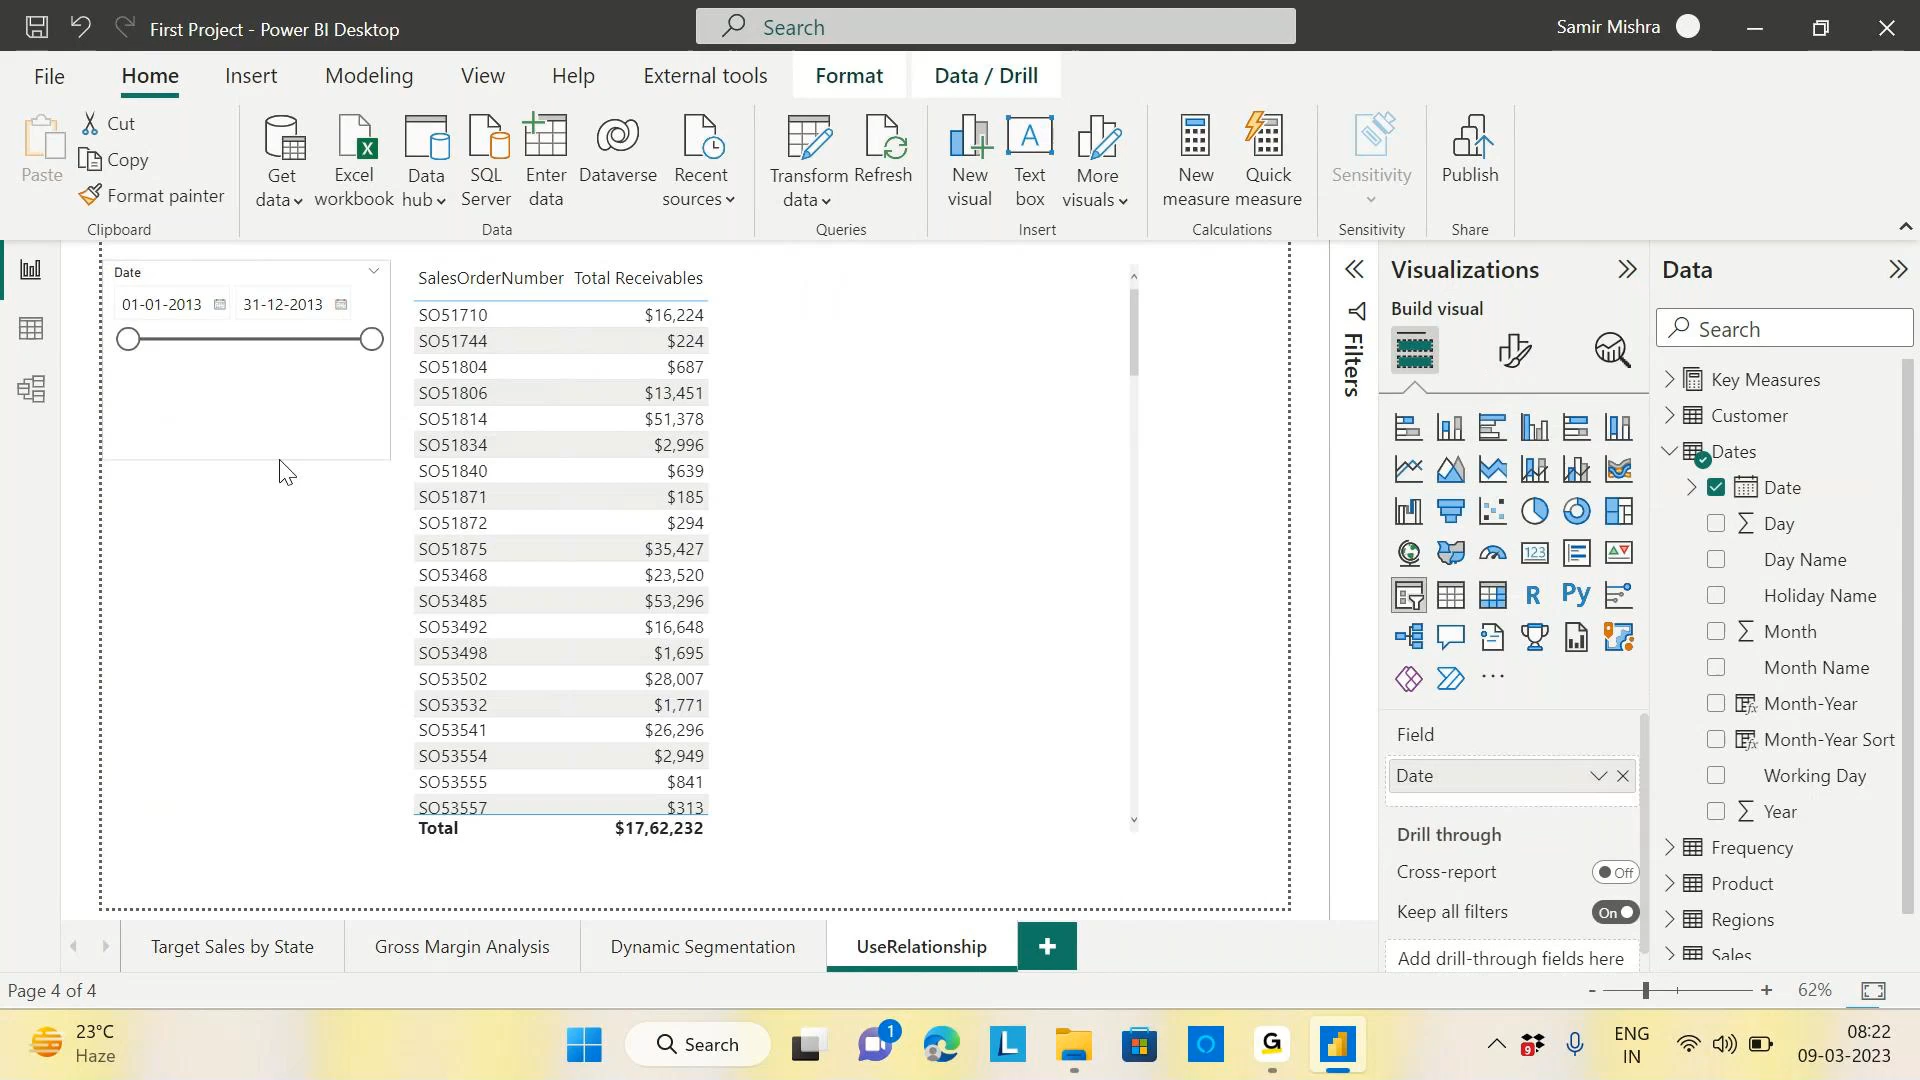 First Project - Power BI Desktop
Search
Samir Mishra
File
Home
Insert
Modeling
View
Help
External tools
Format
Data / Drill
Paste
Cut
Copy
Format painter
Clipboard
Get data
Excel workbook
Data hub
SQL Server
Enter data
Dataverse
Recent sources
Data
Transform data
Refresh
Queries
New visual
A
Text box
More visuals
Insert
New measure
Quick measure
Calculations
Sensitivity
Sensitivity
Publish
Share
Date
01-01-2013
31-12-2013
SalesOrderNumber Total Receivables
SO51710 $16,224
SO51744 $224
SO51804 $687
SO51806 $13,451
SO51814 $51,378
SO51834 $2,996
SO51840 $639
SO51871 $185
SO51872 $294
SO51875 $35,427
SO53468 $23,520
SO53485 $53,296
SO53492 $16,648
SO53498 $1,695
SO53502 $28,007
SO53532 $1,771
SO53541 $26,296
SO53554 $2,949
SO53555 $841
SO53557 $313
Total $17,62,232
Filters
Visualizations
Build visual
123
R
Py
...
Field
Date
Drill through
Cross-report
Off
Keep all filters
On
Add drill-through fields here
Data
Search
Key Measures
Customer
Dates
Date
Day
Day Name
Holiday Name
Month
Month Name
Month-Year
Month-Year Sort
Working Day
Year
Frequency
Product
Regions
Sales
Target Sales by State
Gross Margin Analysis
Dynamic Segmentation
UseRelationship
+
Page 4 of 4
- + 62%
23°C
Haze
Search
1
L
G
9
ENG
IN
08:22
09-03-2023